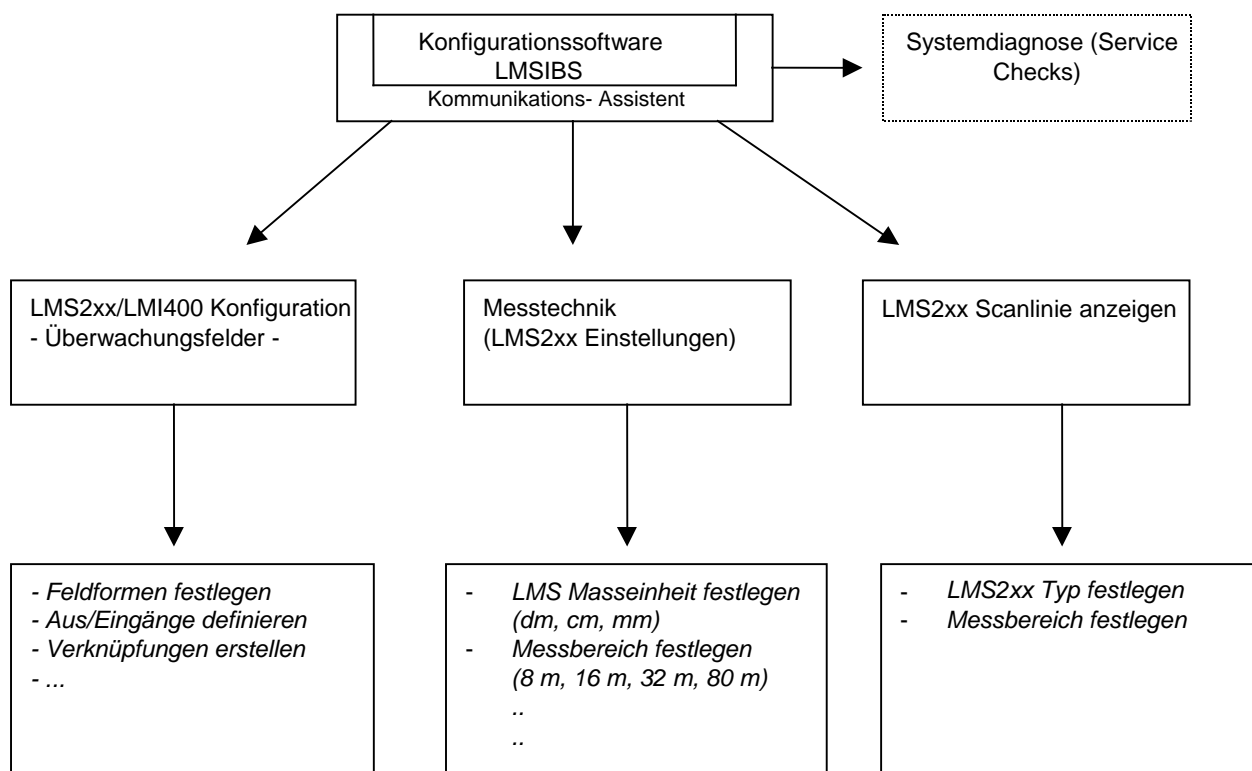 Konfigurationssoftware
LMSIBS
Kommunikations- Assistent
Systemdiagnose (Service
Checks)
LMS2xx/LMI400 Konfiguration
- Überwachungsfelder -
Messtechnik
(LMS2xx Einstellungen)
LMS2xx Scanlinie anzeigen
- Feldformen festlegen
- Aus/Eingänge definieren
- Verknüpfungen erstellen
- ...
- LMS Masseinheit festlegen
(dm, cm, mm)
- Messbereich festlegen
(8 m, 16 m, 32 m, 80 m)
..
..
- LMS2xx Typ festlegen
- Messbereich festlegen